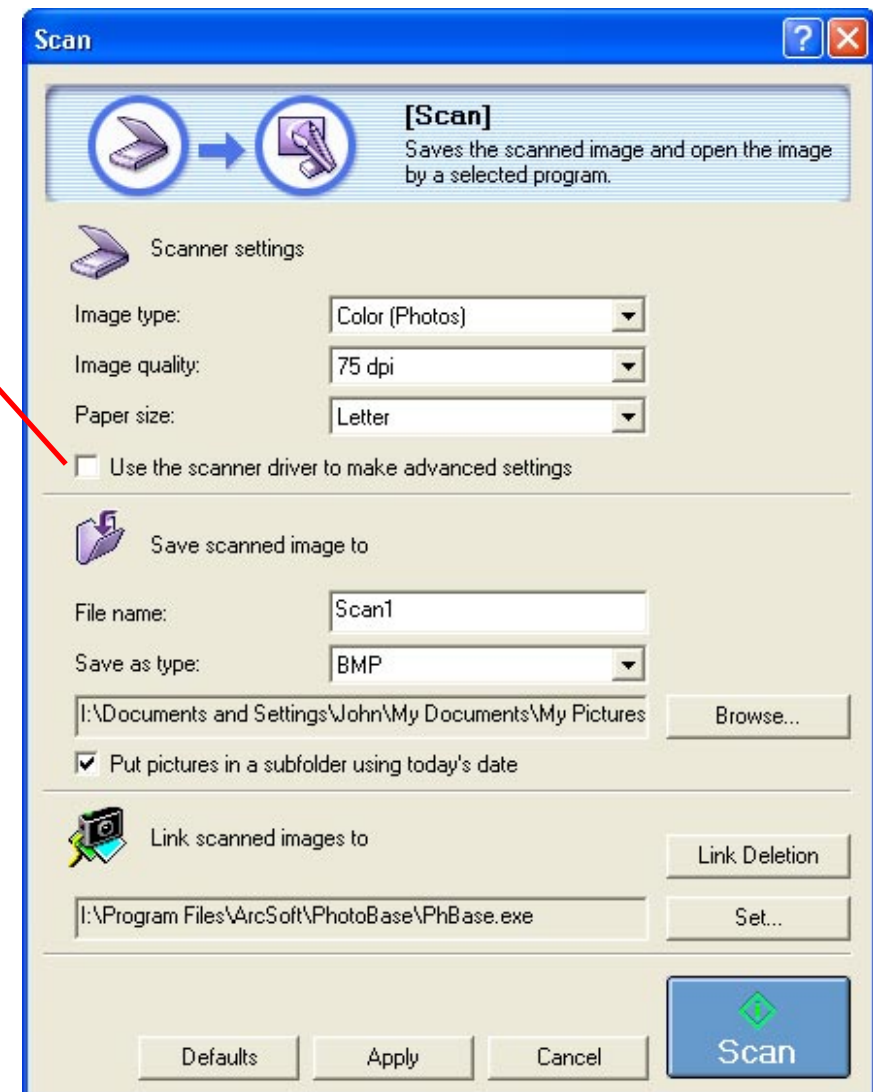 Scan
[Scan]
Saves the scanned image and open the image
by a selected program.
Scanner settings
Image type: Color (Photos)
Image quality: 75 dpi
Paper size: Letter
Use the scanner driver to make advanced settings
Save scanned image to
File name: Scan1
Save as type: BMP
I:\Documents and Settings\John\My Documents\My Pictures Browse...
Put pictures in a subfolder using today's date
Link scanned images to
Link Deletion
I:\Program Files\ArcSoft\PhotoBase\PhBase.exe Set...
Defaults Apply Cancel Scan